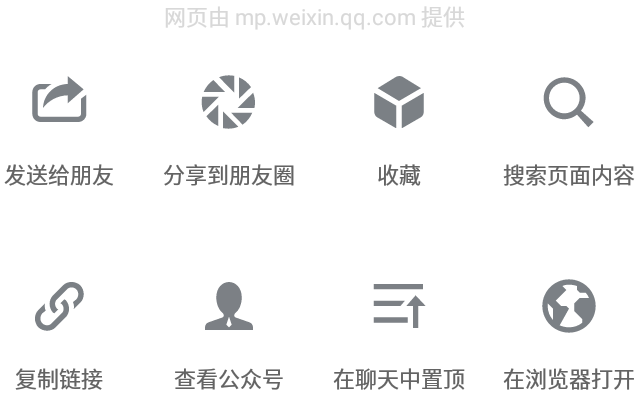 网页由 mp.weixin.qq.com 提供
发送给朋友
分享到朋友圈
收藏
搜索页面内容
复制链接
查看公众号
在聊天中置顶
在浏览器打开